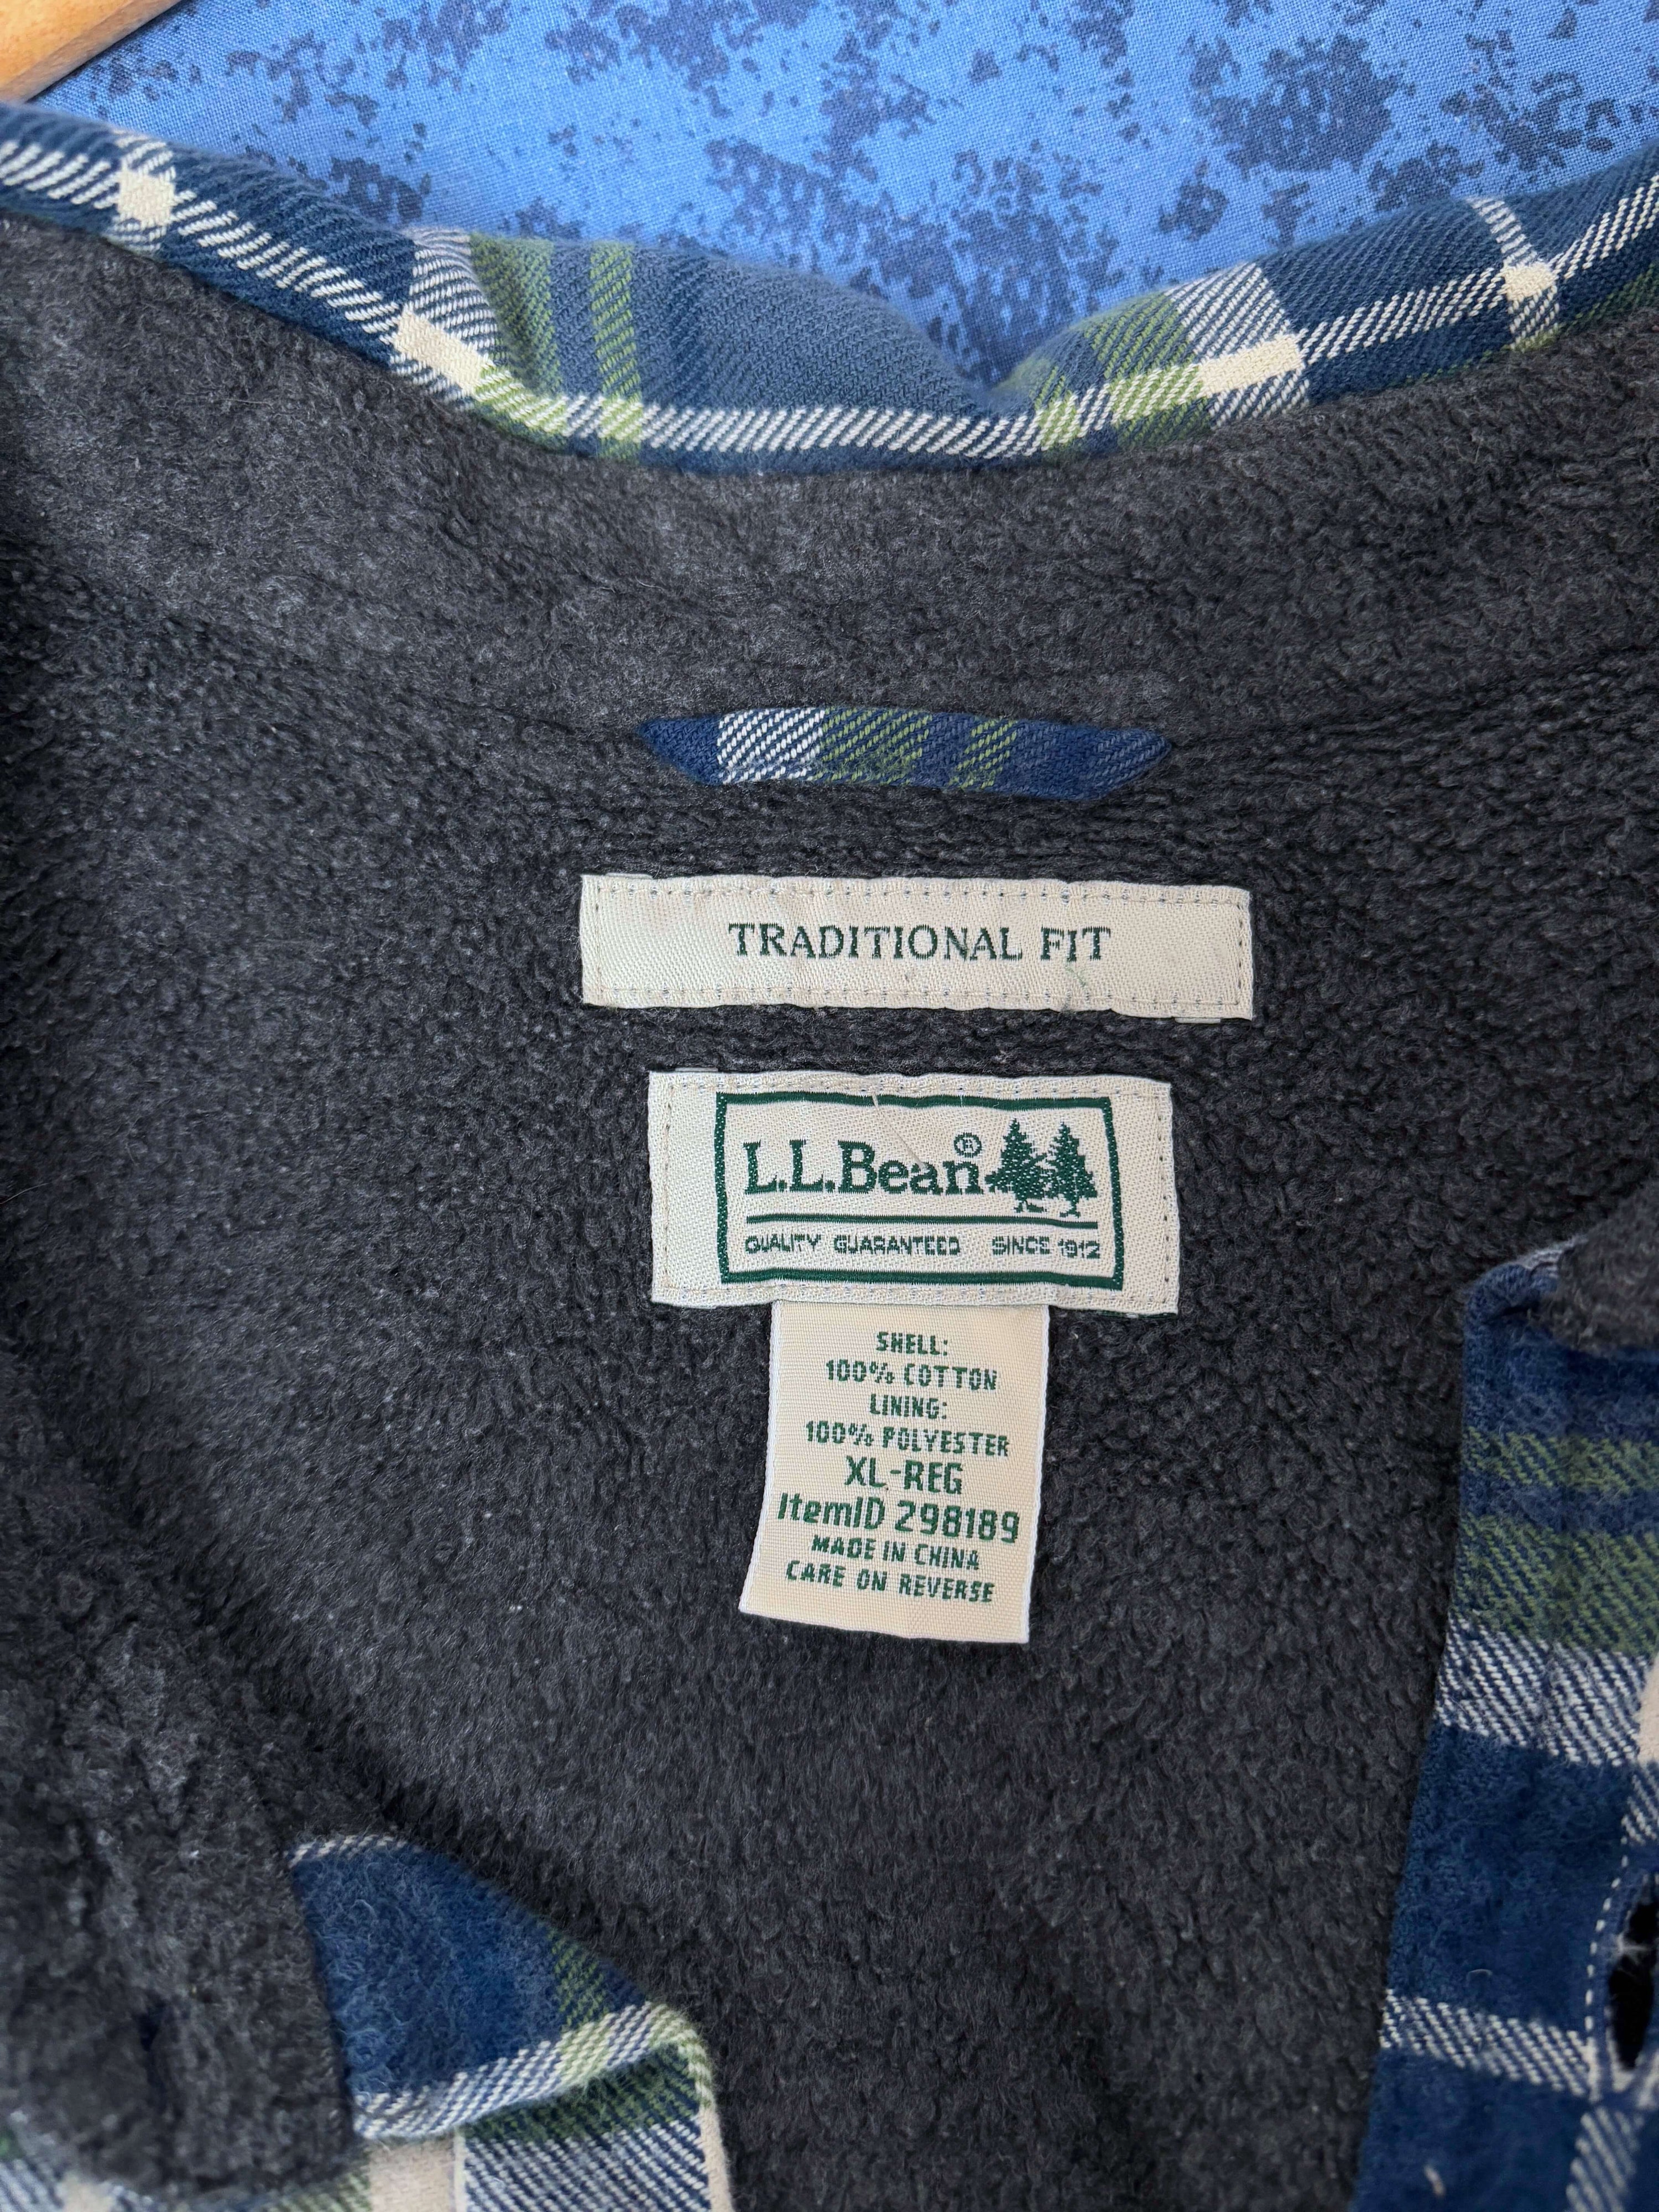 TRADITIONAL FIT
L.L.Bean®
QUALITY GUARANTEED SINCE 1912
SHELL:
100% COTTON
LINING:
100% POLYESTER
XL-REG
ItemID 298189
MADE IN CHINA
CARE ON REVERSE